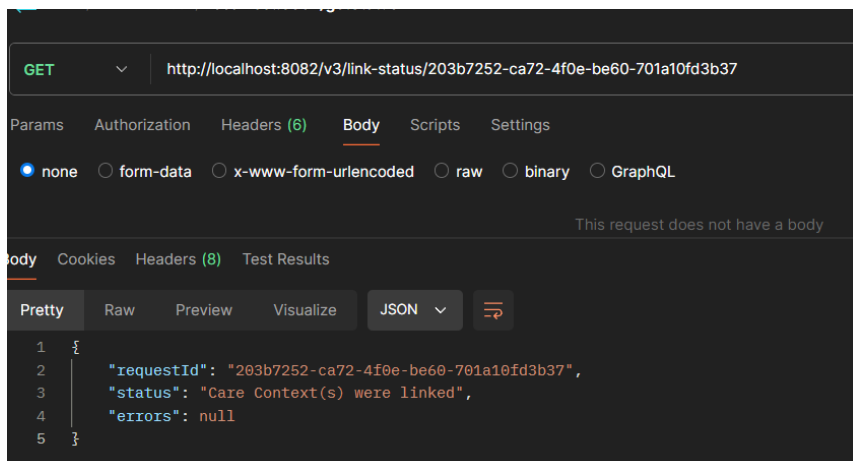 GET http://localhost:8082/v3/link-status/203b7252-ca72-4f0e-be60-701a10fd3b37
Params Authorization Headers (6) Body Scripts Settings
none form-data x-www-form-urlencoded raw binary GraphQL
This request does not have a body
Body Cookies Headers (8) Test Results
Pretty Raw Preview Visualize JSON
1 {
2 "requestId": "203b7252-ca72-4f0e-be60-701a10fd3b37",
3 "status": "Care Context(s) were linked",
4 "errors": null
5 }